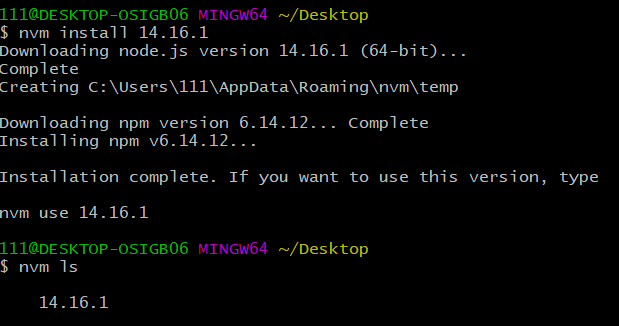 111@DESKTOP-OSIGB06 MINGW64 ~/Desktop
$ nvm install 14.16.1
Downloading node.js version 14.16.1 (64-bit)...
Complete
Creating C:\Users\111\AppData\Roaming\nvm\temp
Downloading npm version 6.14.12... Complete
Installing npm v6.14.12...
Installation complete. If you want to use this version, type
nvm use 14.16.1
111@DESKTOP-OSIGB06 MINGW64 ~/Desktop
$ nvm ls
14.16.1